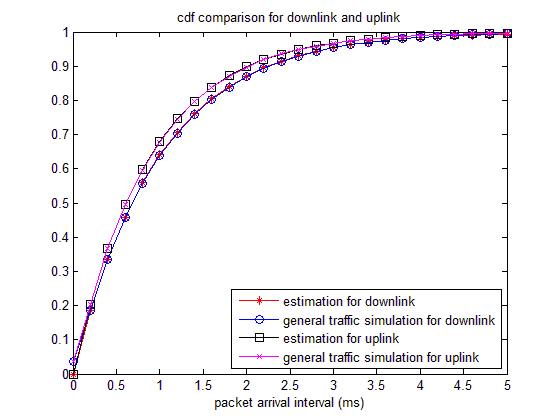 cdf comparison for downlink and uplink
1
0.9
0.8
0.7
0.6
0.5
0.4
0.3
0.2
0.1
0
0 0.5 1 1.5 2 2.5 3 3.5 4 4.5 5
estimation for downlink
general traffic simulation for downlink
estimation for uplink
general traffic simulation for uplink
packet arrival interval (ms)